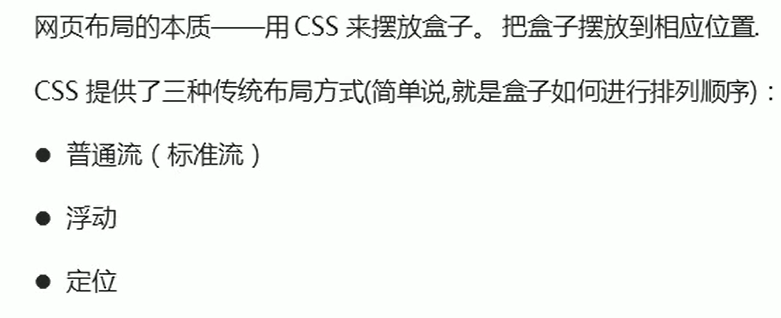 网页布局的本质——用 CSS 来摆放盒子。 把盒子摆放到相应位置.
CSS 提供了三种传统布局方式(简单说,就是盒子如何进行排列顺序)：
● 普通流（标准流）
● 浮动
● 定位